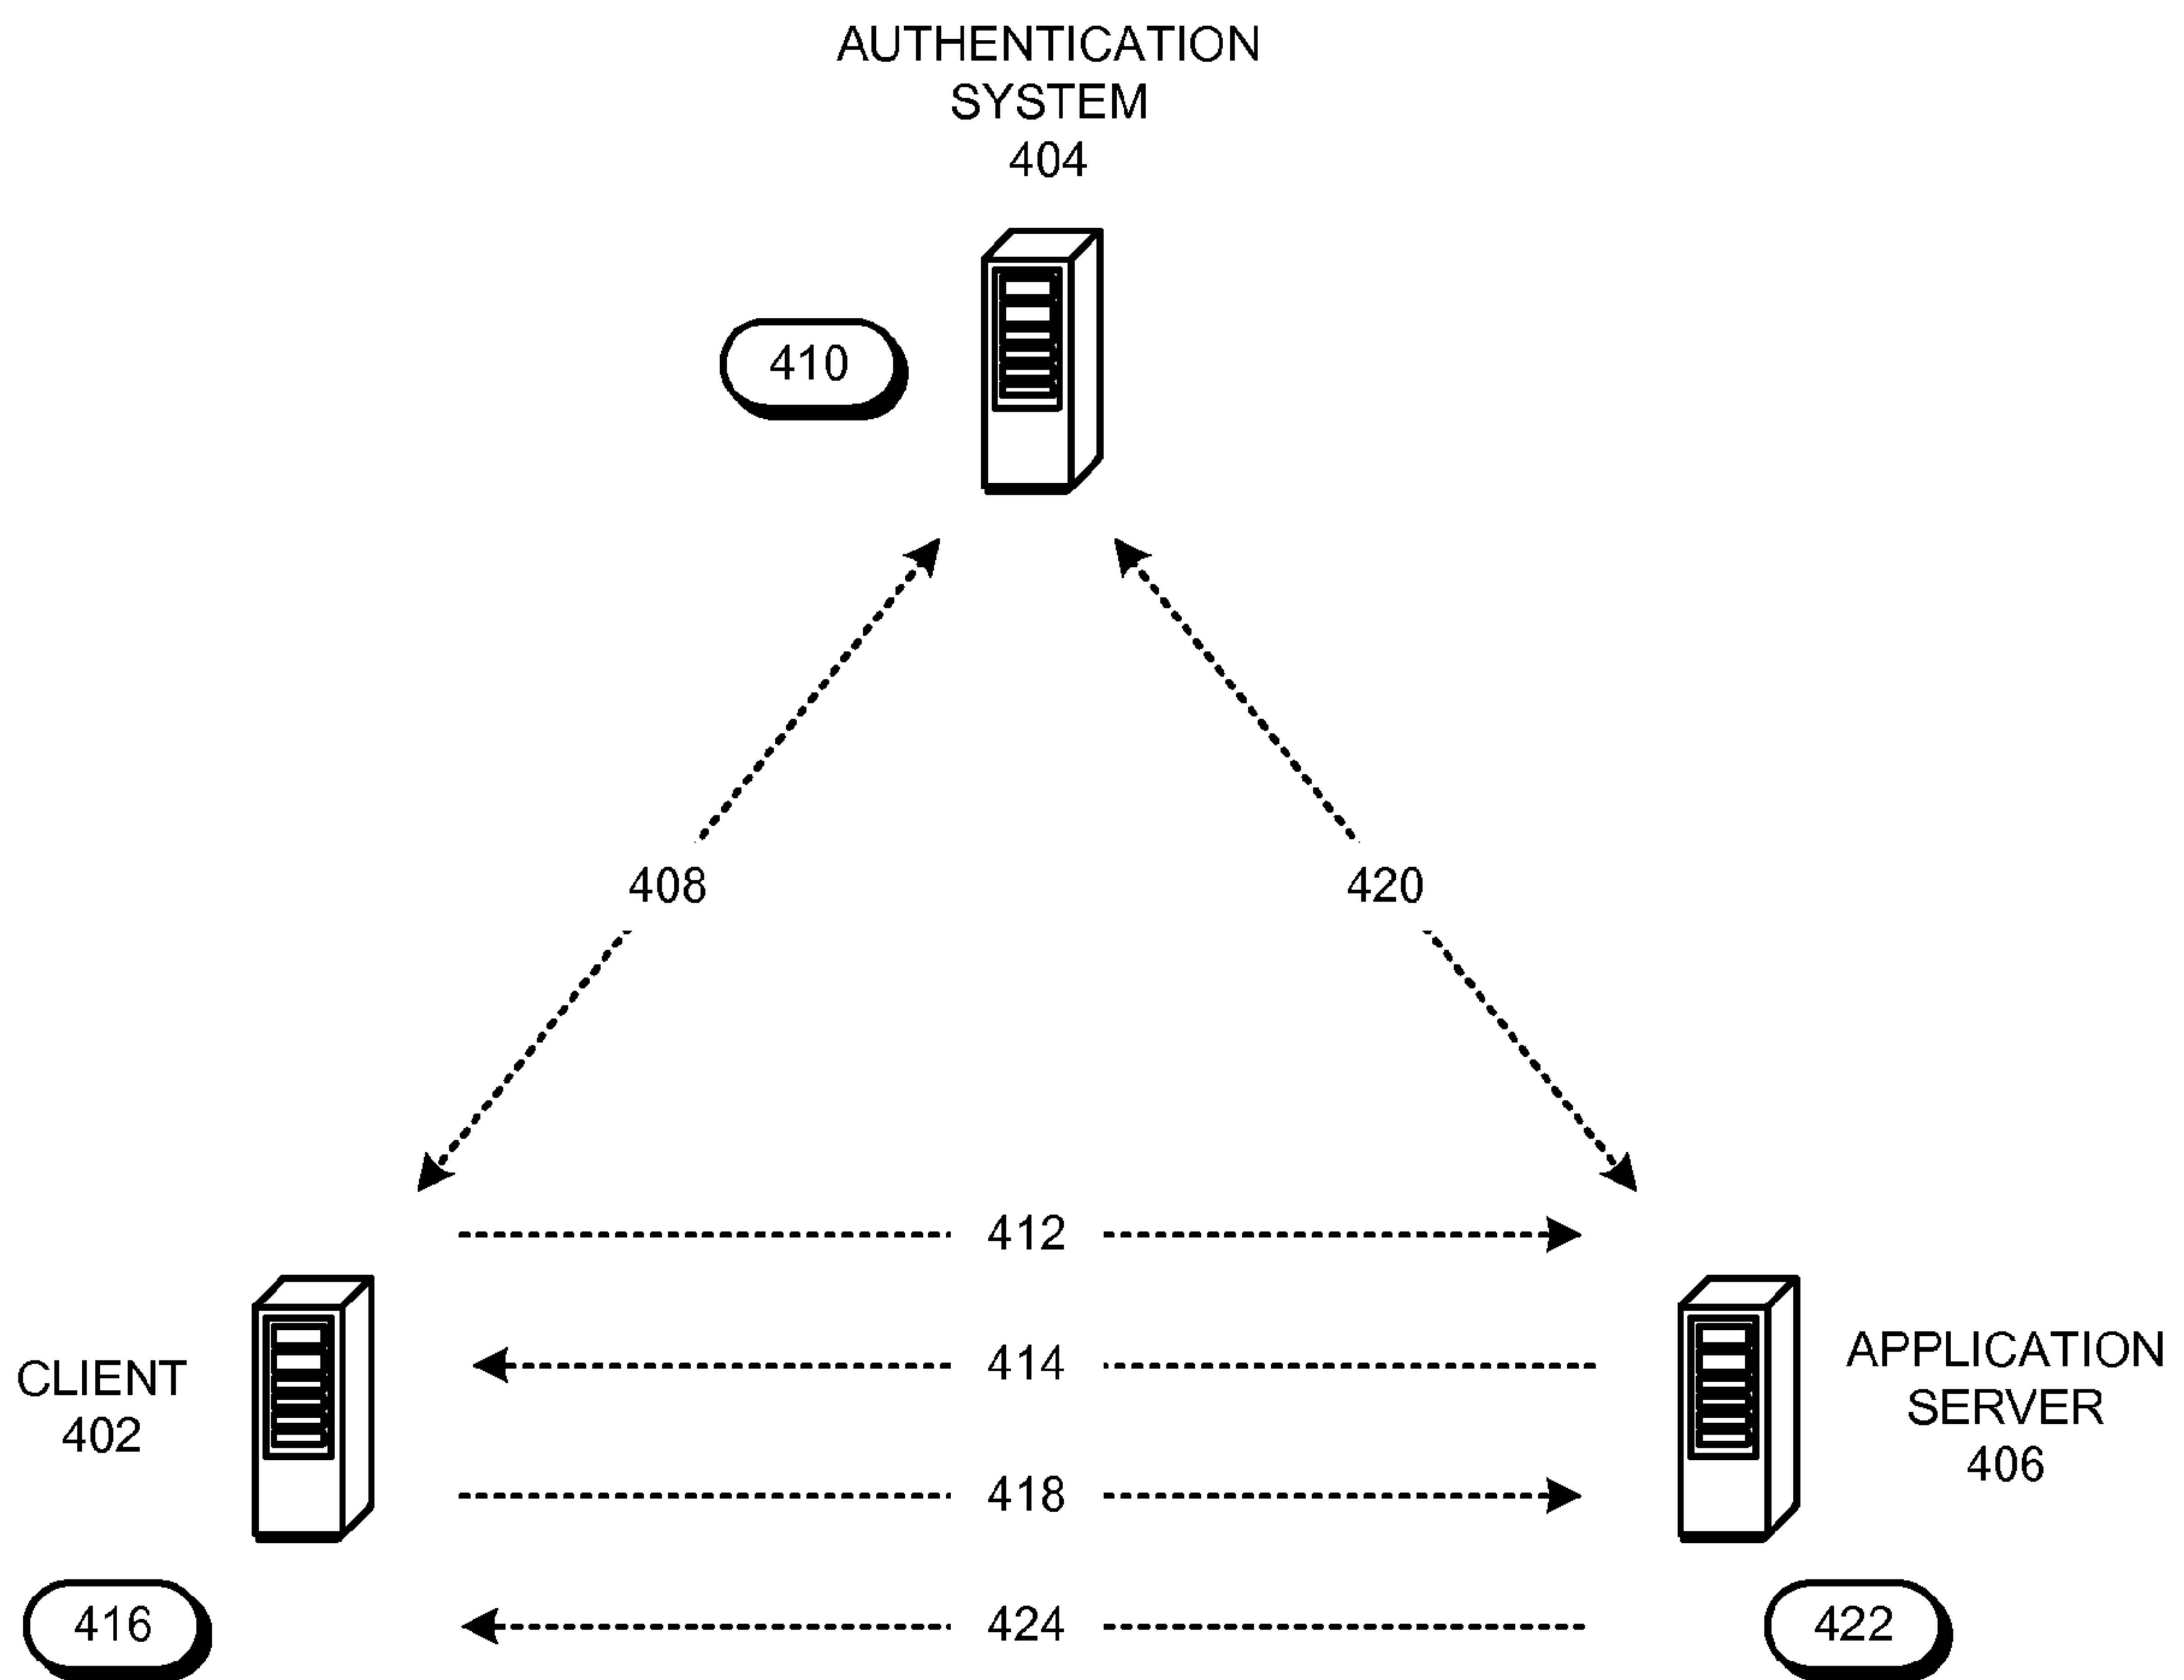 AUTHENTICATION
SYSTEM
404
410
408
420
412
414
CLIENT
402
APPLICATION
SERVER
406
418
416
424
422